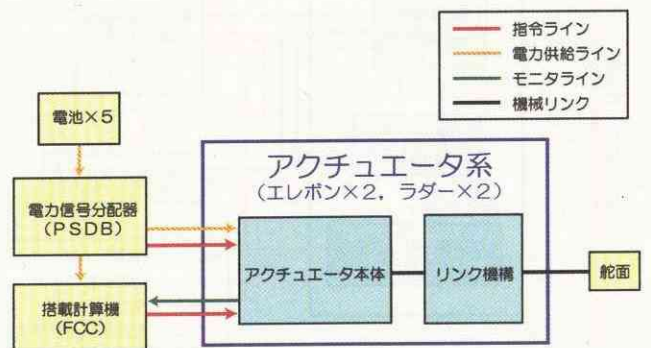 指令ライン
電力供給ライン
モニタライン
機械リンク
電池×5
アクチュエータ系
(エレボン×2，ラダー×2)
電力信号分配器
(PSDB)
アクチュエータ本体
リンク機構
舵面
搭載計算機
(FCC)